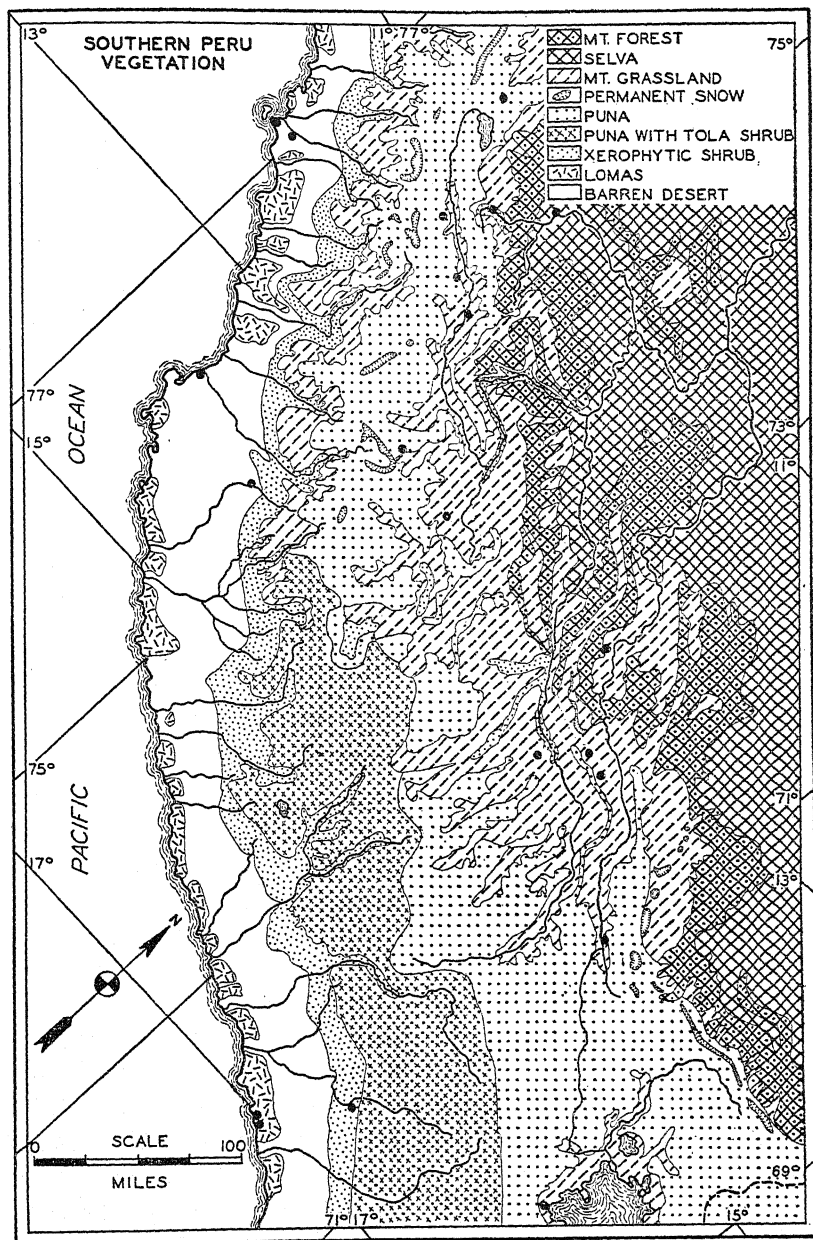 SOUTHERN PERU
VEGETATION
MT. FOREST
SELVA
MT. GRASSLAND
PERMANENT SNOW
PUNA
PUNA WITH TOLA SHRUB
XEROPHYTIC SHRUB
LOMAS
BARREN DESERT
13°
11° 77°
75°
77°
15°
OCEAN
73°
11°
75°
PACIFIC
17°
71°
13°
N
0 SCALE 100
MILES
69°
71° 17°
15°